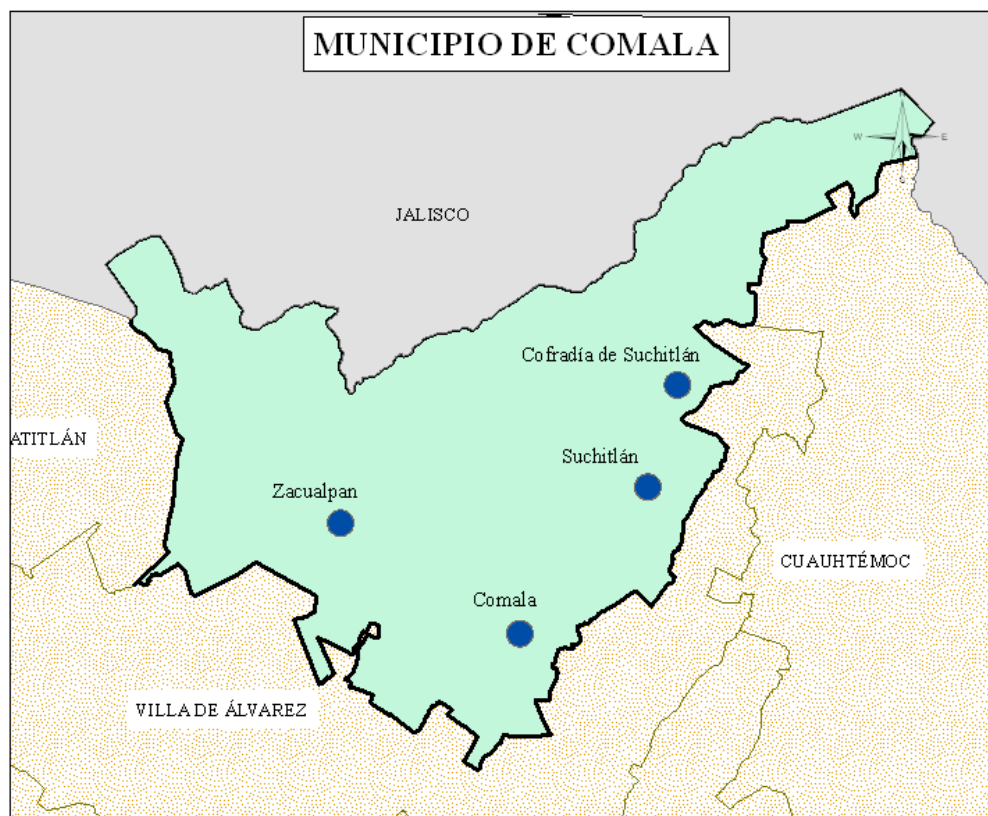 MUNICIPIO DE COMALA
W E
JALISCO
Cofradía de Suchitlán
ATITLÁN
Suchitlán
Zacualpan
CUAUHTÉMOC
Comala
VILLA DE ÁLVAREZ